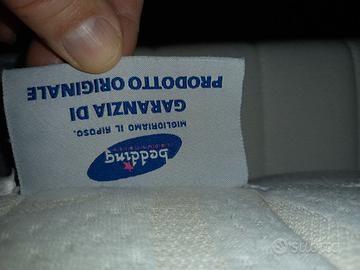 bedding
MIGLIORIAMO IL RIPOSO.
GARANZIA DI
PRODOTTO ORIGINALE
subito